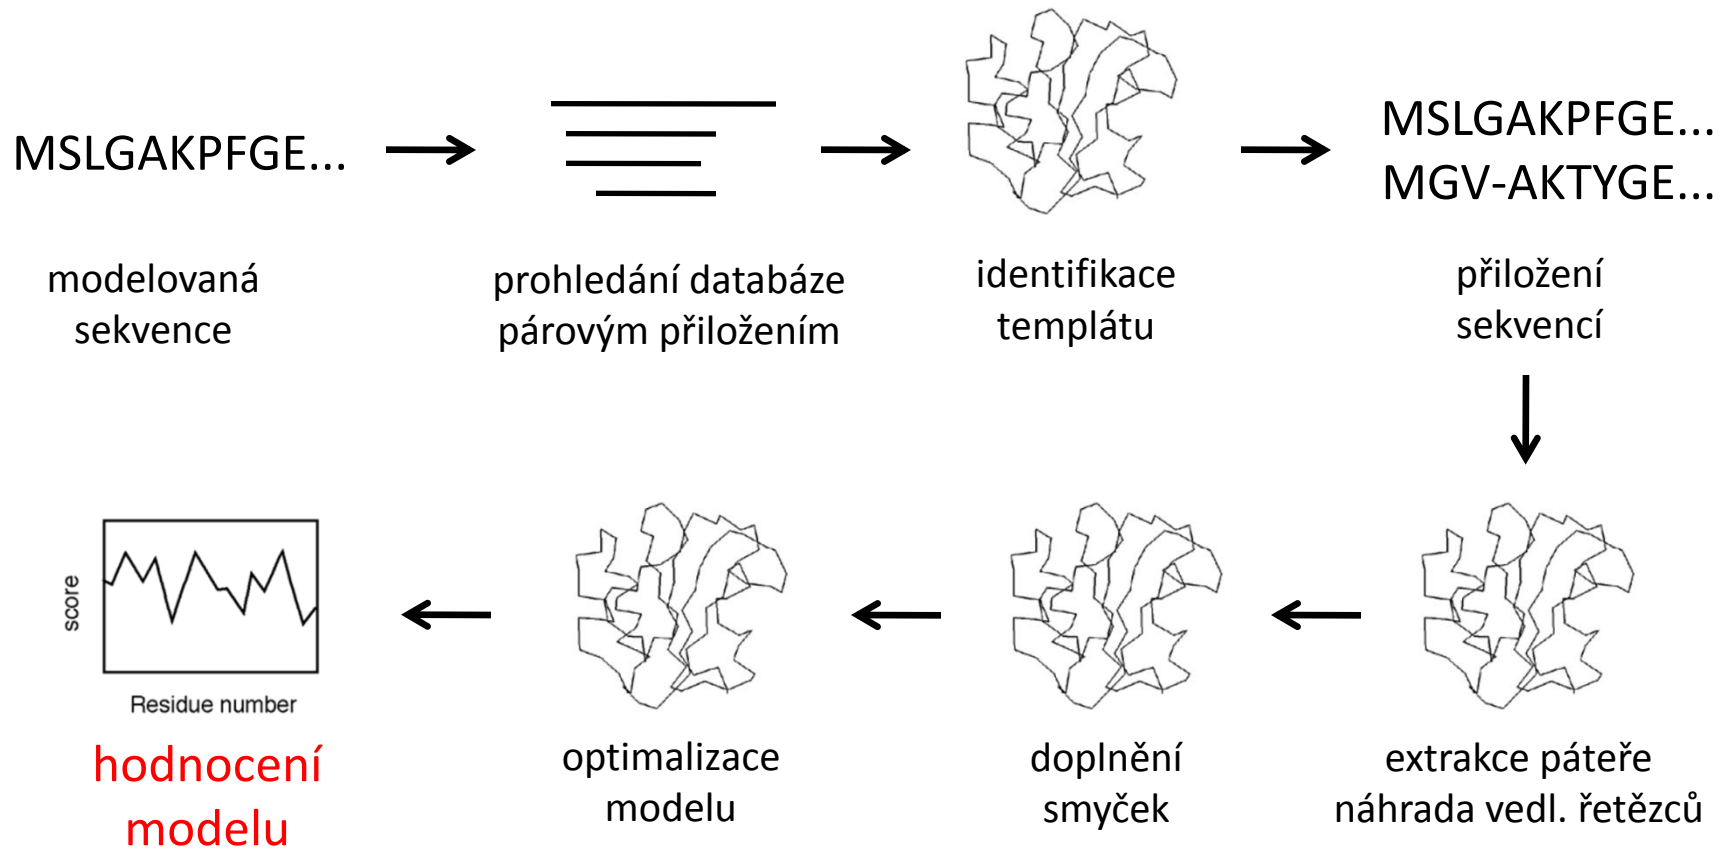 MSLGAKPFGE...
modelovaná
sekvence
prohledání databáze
párovým přiložením
identifikace
templátu
MSLGAKPFGE...
MGV-AKTYGE...
přiložení
sekvencí
extrakce páteře
náhrada vedl. řetězců
doplnění
smyček
optimalizace
modelu
score
Residue number
hodnocení
modelu